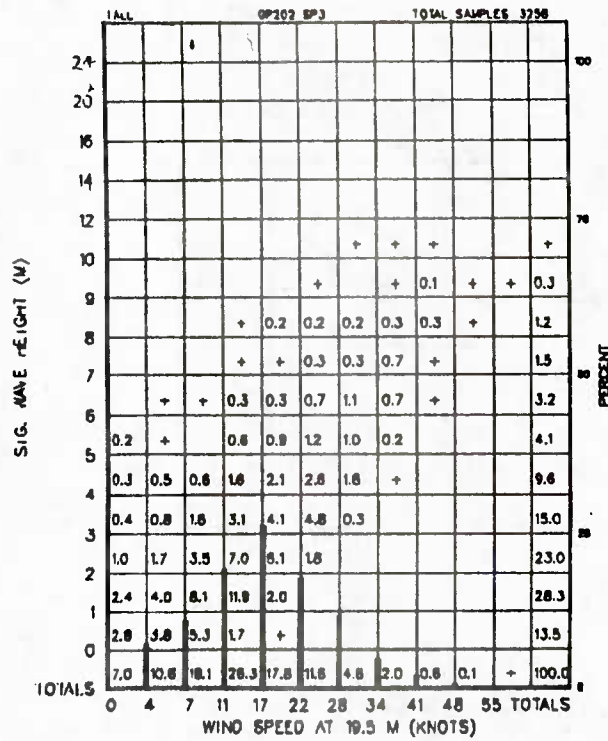 1ALL GP202 SP3 TOTAL SAMPLES 3256
24 100
20
16
14
12 70
+ + + +
10
+ + 0.1 + + 0.3
9
+ 0.2 0.2 0.2 0.3 0.3 + 1.2
8
+ + 0.3 0.3 0.7 + 1.5
7
+ + 0.3 0.3 0.7 1.1 0.7 + 3.2
6
0.2 + 0.6 0.9 1.2 1.0 0.2 4.1
5
0.3 0.5 0.6 1.6 2.1 2.6 1.6 + 9.6
4
0.4 0.8 1.6 3.1 4.1 4.8 0.3 15.0
3
1.0 1.7 3.5 7.0 6.1 1.6 23.0
2
2.4 4.0 8.1 11.9 2.0 28.3
1
2.8 3.8 5.3 1.7 + 13.5
0
7.0 10.6 19.1 26.3 17.6 11.6 4.6 2.0 0.6 0.1 + 100.0
TOTALS
0 4 7 11 17 22 28 34 41 48 55 TOTALS
WIND SPEED AT 19.5 M (KNOTS)
SIG. WAVE HEIGHT (M)
PERCENT